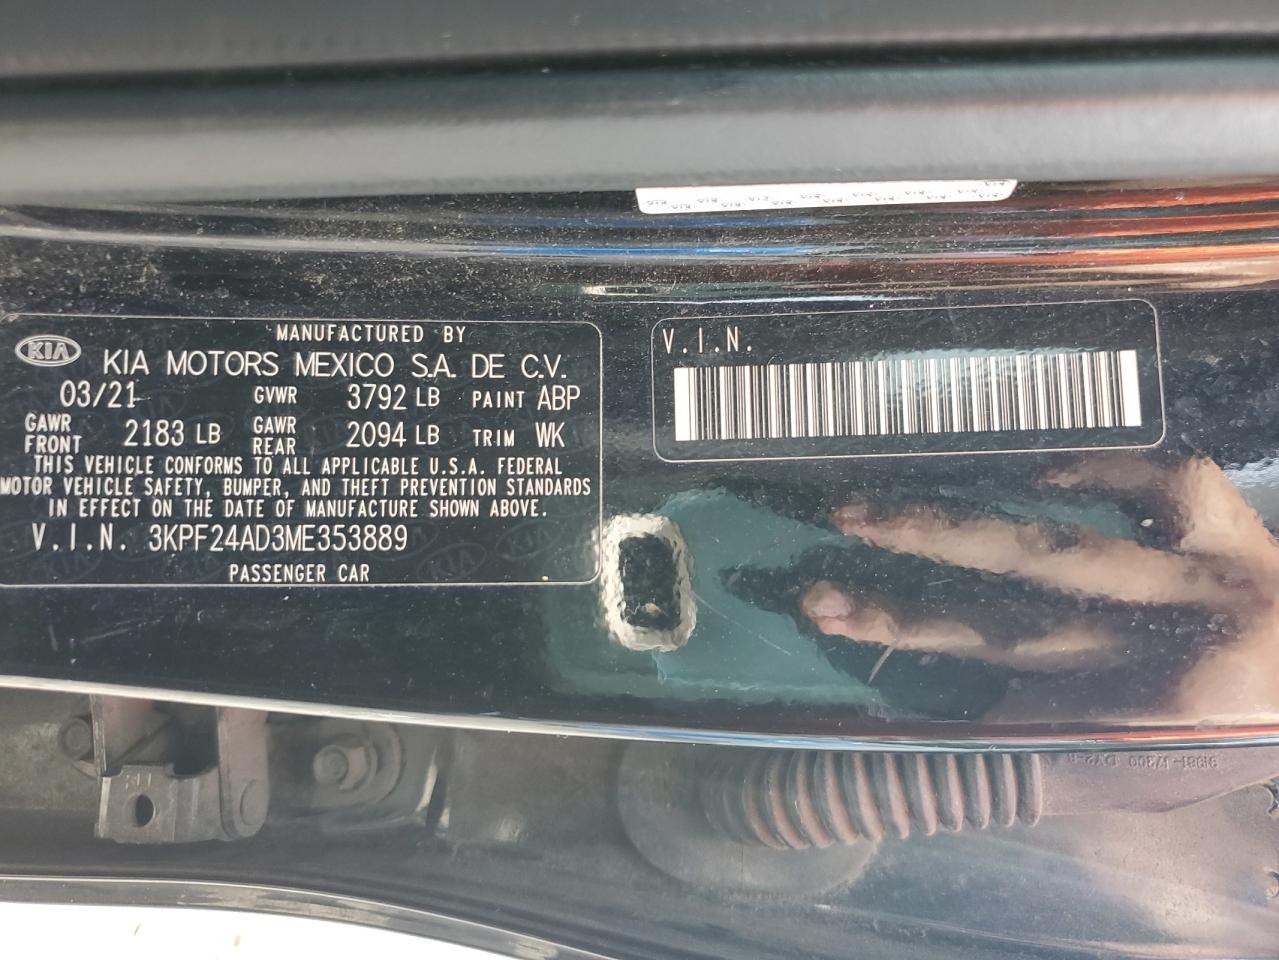 KIA
MANUFACTURED BY
KIA MOTORS MEXICO S.A. DE C.V.
03/21 GVWR 3792 LB PAINT ABP
GAWR FRONT 2183 LB GAWR REAR 2094 LB TRIM WK
THIS VEHICLE CONFORMS TO ALL APPLICABLE U.S.A. FEDERAL
MOTOR VEHICLE SAFETY, BUMPER, AND THEFT PREVENTION STANDARDS
IN EFFECT ON THE DATE OF MANUFACTURE SHOWN ABOVE.
V.I.N. 3KPF24AD3ME353889
PASSENGER CAR
V.I.N.